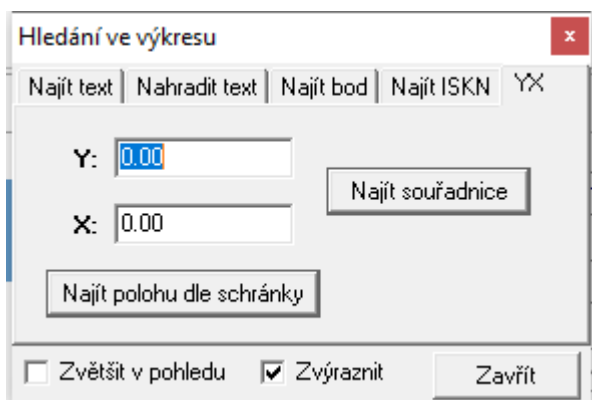 Hledání ve výkresu
x
Najít text Nahradit text Najít bod Najít ISKN YX
Y: 0.00
Najít souřadnice
X: 0.00
Najít polohu dle schránky
Zvětšit v pohledu Zvýraznit Zavřít